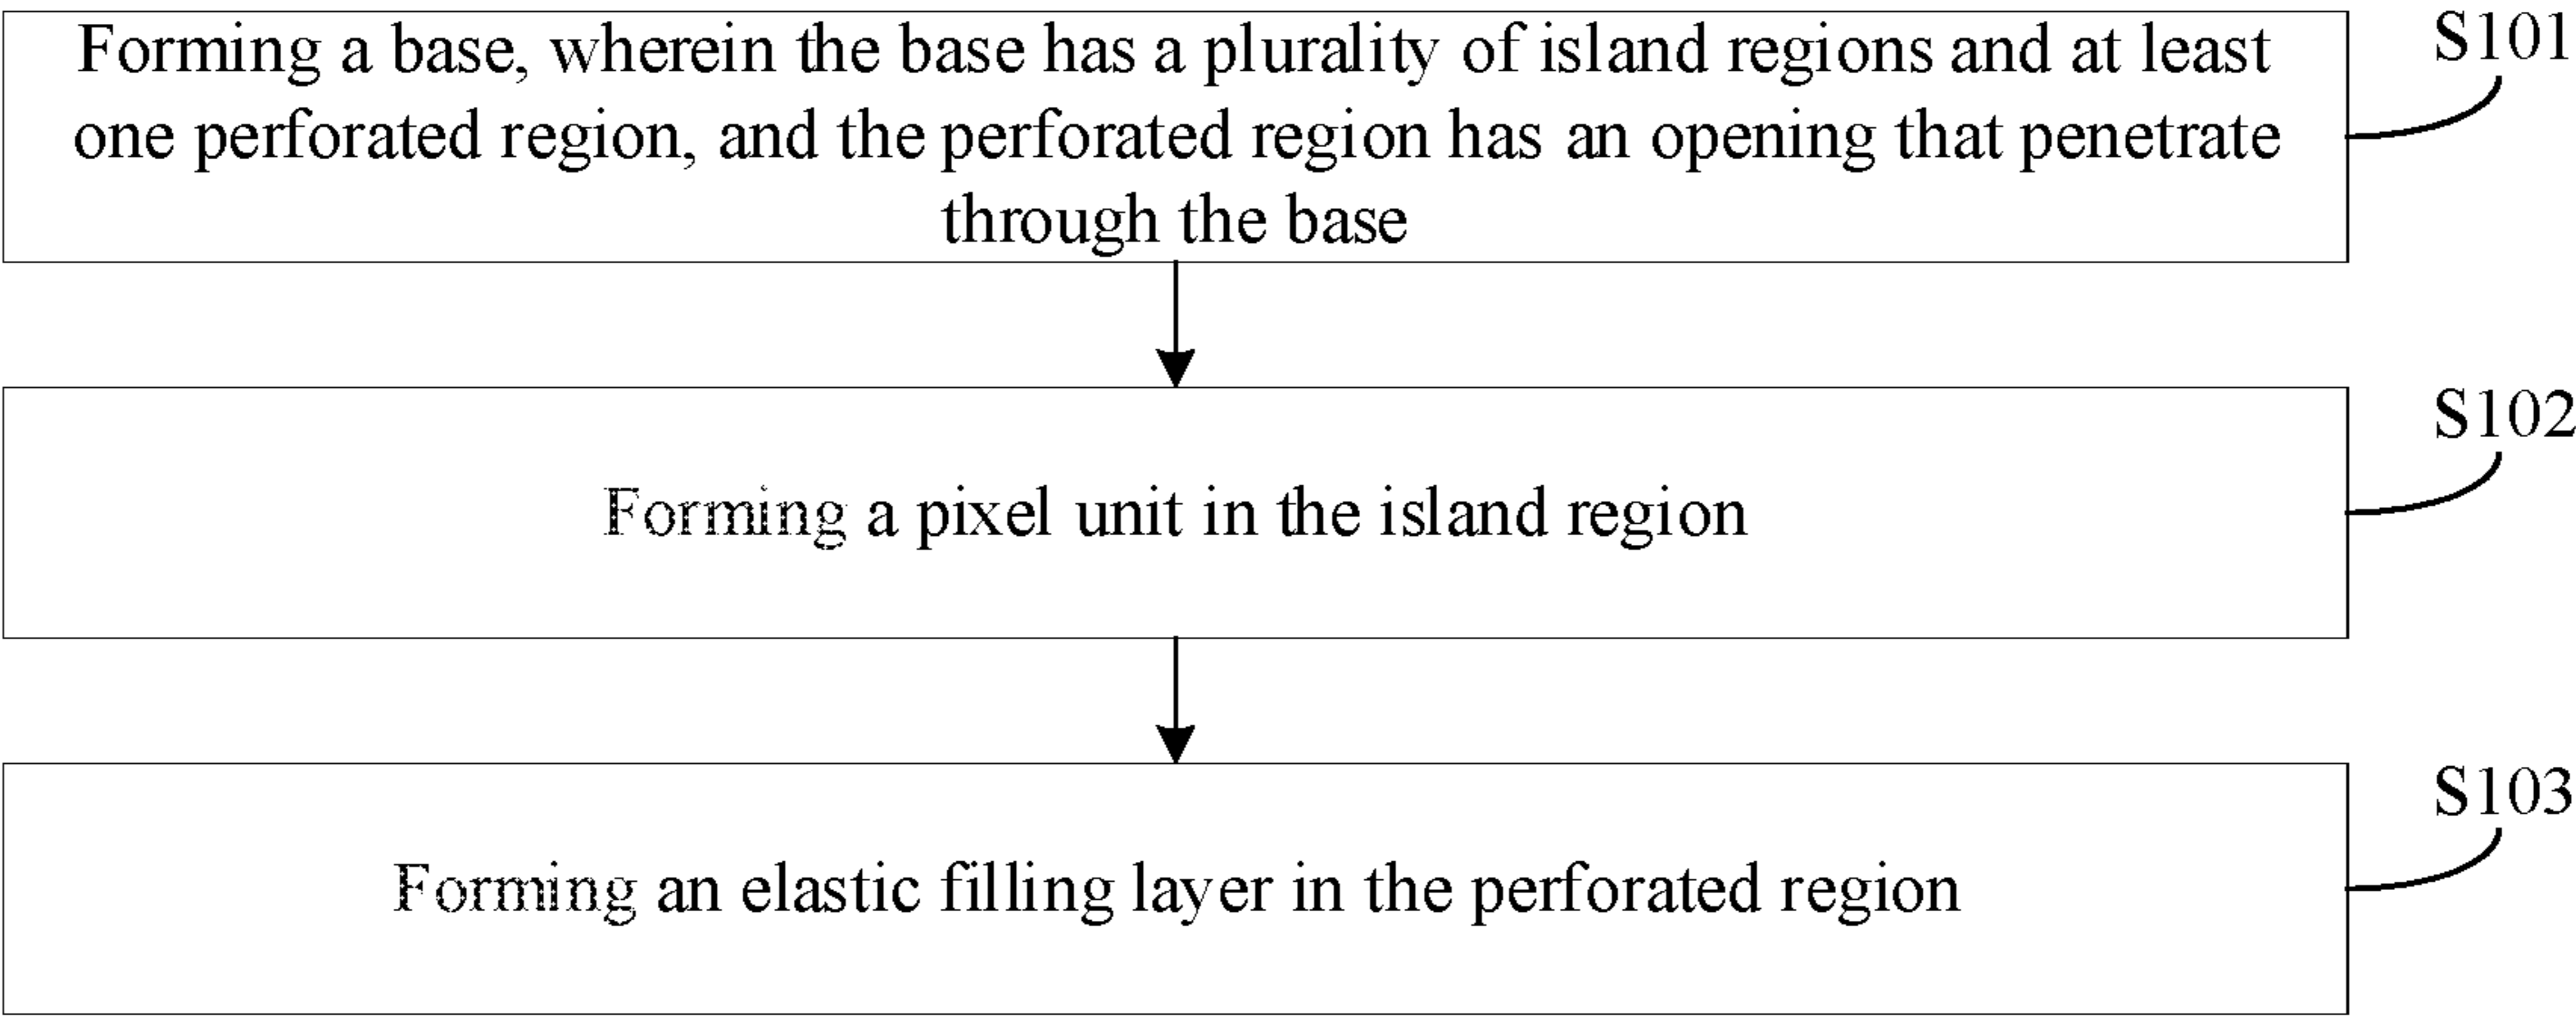 Forming a base, wherein the base has a plurality of island regions and at least
one perforated region, and the perforated region has an opening that penetrate
through the base
S101
Forming a pixel unit in the island region
S102
Forming an elastic filling layer in the perforated region
S103